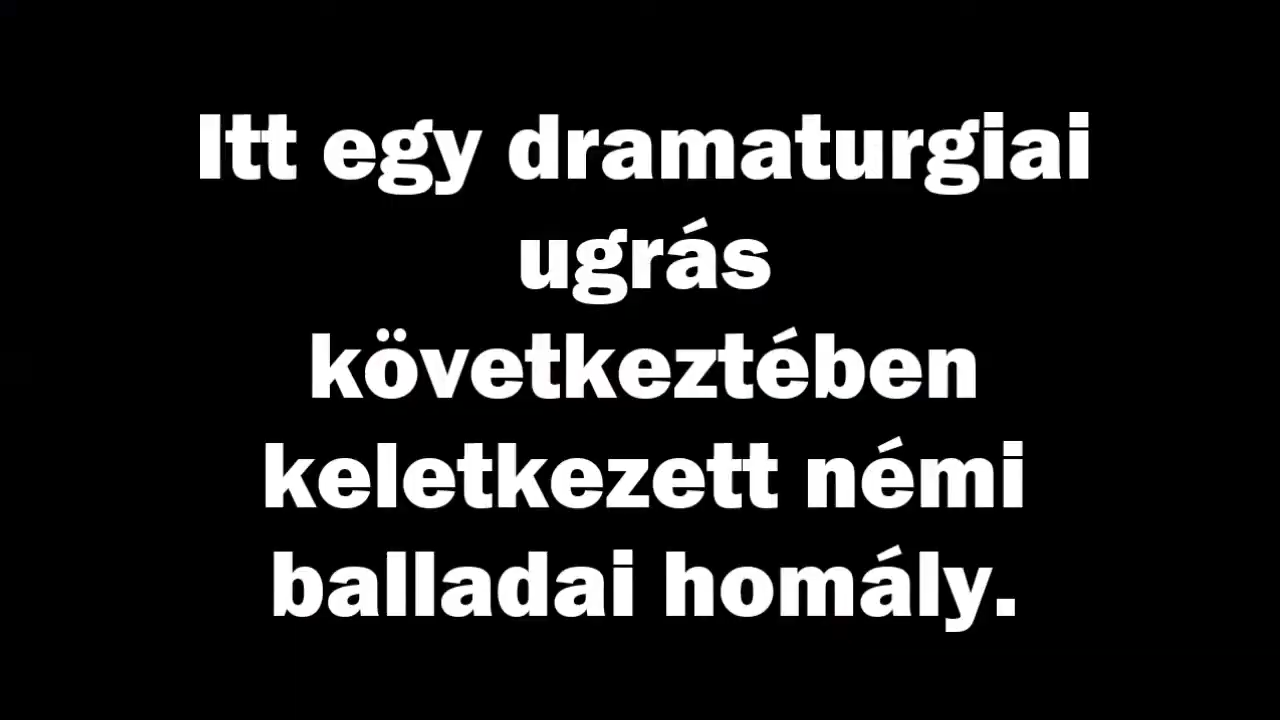 Itt egy dramaturgiai
ugrás
következtében
keletkezett némi
balladai homály.